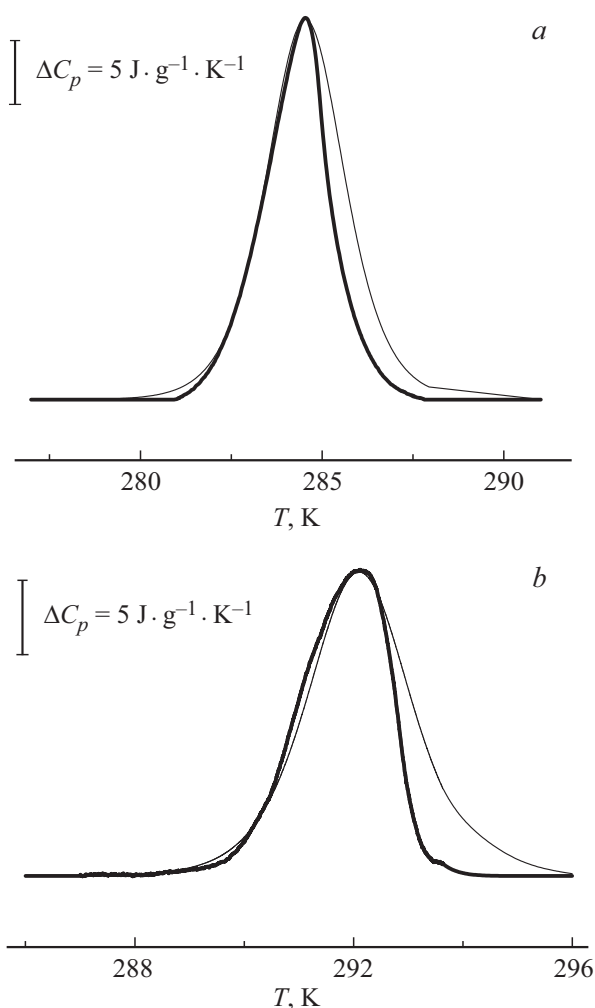 a
ΔCp = 5 J · g–1 · K–1
280 285 290
T, K
b
ΔCp = 5 J · g–1 · K–1
288 292 296
T, K